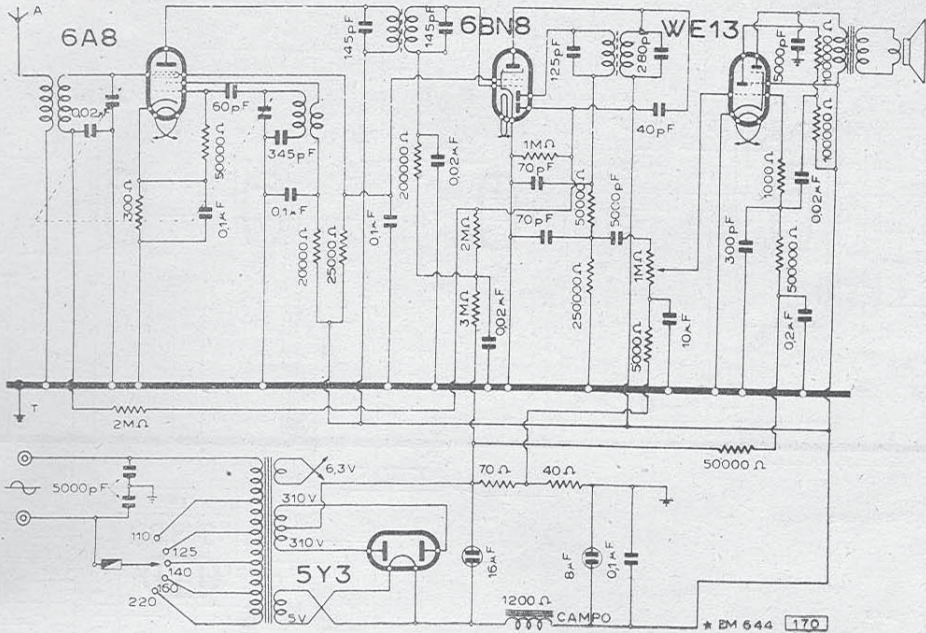 A
6A8
145pF
145pF
6BN8
125pF
280pF
WE13
5000pF
100000Ω
0,02µF
60pF
345pF
50000Ω
300Ω
0,1µF
0,1µF
20000Ω
25000Ω
0,1µF
200000Ω
0,02µF
2MΩ
3MΩ
0,02µF
1MΩ
70pF
70pF
50000Ω
5000pF
250000Ω
40pF
1MΩ
5000Ω
10µF
300pF
1000Ω
500000Ω
0,02µF
100000Ω
0,2µF
T
2MΩ
5000pF
110
125
140
160
220
6,3V
310V
310V
5V
5Y3
70Ω
40Ω
50000Ω
16µF
8µF
0,1µF
1200Ω
CAMPO
* BM 644 170